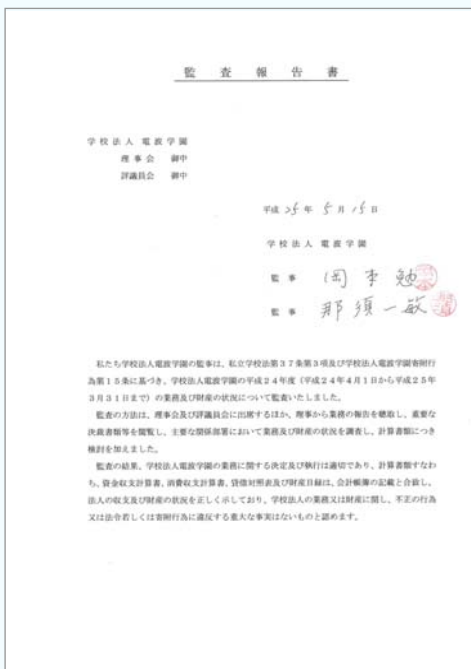 監査報告書
学校法人電波学園
理事会 御中
評議員会 御中
平成25年5月15日
学校法人電波学園
監事 岡本勉
監事 那須一敏
私たち学校法人電波学園の監事は、私立学校法第37条第3項及び学校法人電波学園寄附行
為第15条に基づき、学校法人電波学園の平成24年度(平成24年4月1日から平成25年
3月31日まで)の業務及び財産の状況について監査いたしました。
監査の方法は、理事会及び評議員会に出席するほか、理事から業務の報告を聴取し、重要な
決裁書類等を閲覧し、主要な関係部署において業務及び財産の状況を調査し、計算書類につき
検討を加えました。
監査の結果、学校法人電波学園の業務に関する決定及び執行は適切であり、計算書類すなわ
ち、資金収支計算書、消費収支計算書、貸借対照表及び財産目録は、会計帳簿の記載と合致し、
法人の収支及び財産の状況を正しく示しており、学校法人の業務又は財産に関し、不正の行為
又は法令若しくは寄附行為に違反する重大な事実はないものと認めます。